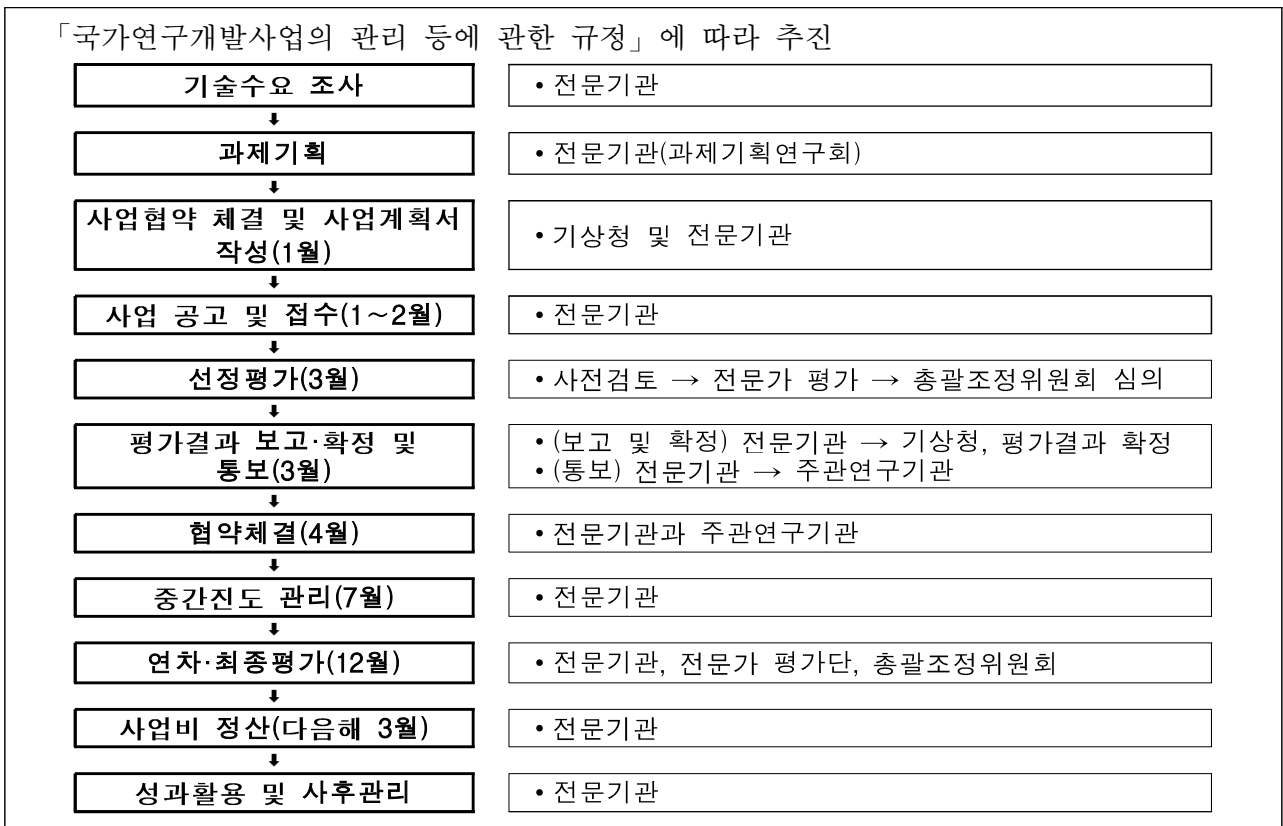 「국가연구개발사업의 관리 등에 관한 규정」에 따라 추진
기술수요 조사
• 전문기관
⬇
과제기획
• 전문기관(과제기획연구회)
⬇
사업협약 체결 및 사업계획서
작성(1월)
• 기상청 및 전문기관
⬇
사업 공고 및 접수(1～2월)
• 전문기관
⬇
선정평가(3월)
• 사전검토 → 전문가 평가 → 총괄조정위원회 심의
⬇
평가결과 보고·확정 및
통보(3월)
• (보고 및 확정) 전문기관 → 기상청, 평가결과 확정
• (통보) 전문기관 → 주관연구기관
⬇
협약체결(4월)
• 전문기관과 주관연구기관
⬇
중간진도 관리(7월)
• 전문기관
⬇
연차·최종평가(12월)
• 전문기관, 전문가 평가단, 총괄조정위원회
⬇
사업비 정산(다음해 3월)
• 전문기관
⬇
성과활용 및 사후관리
• 전문기관